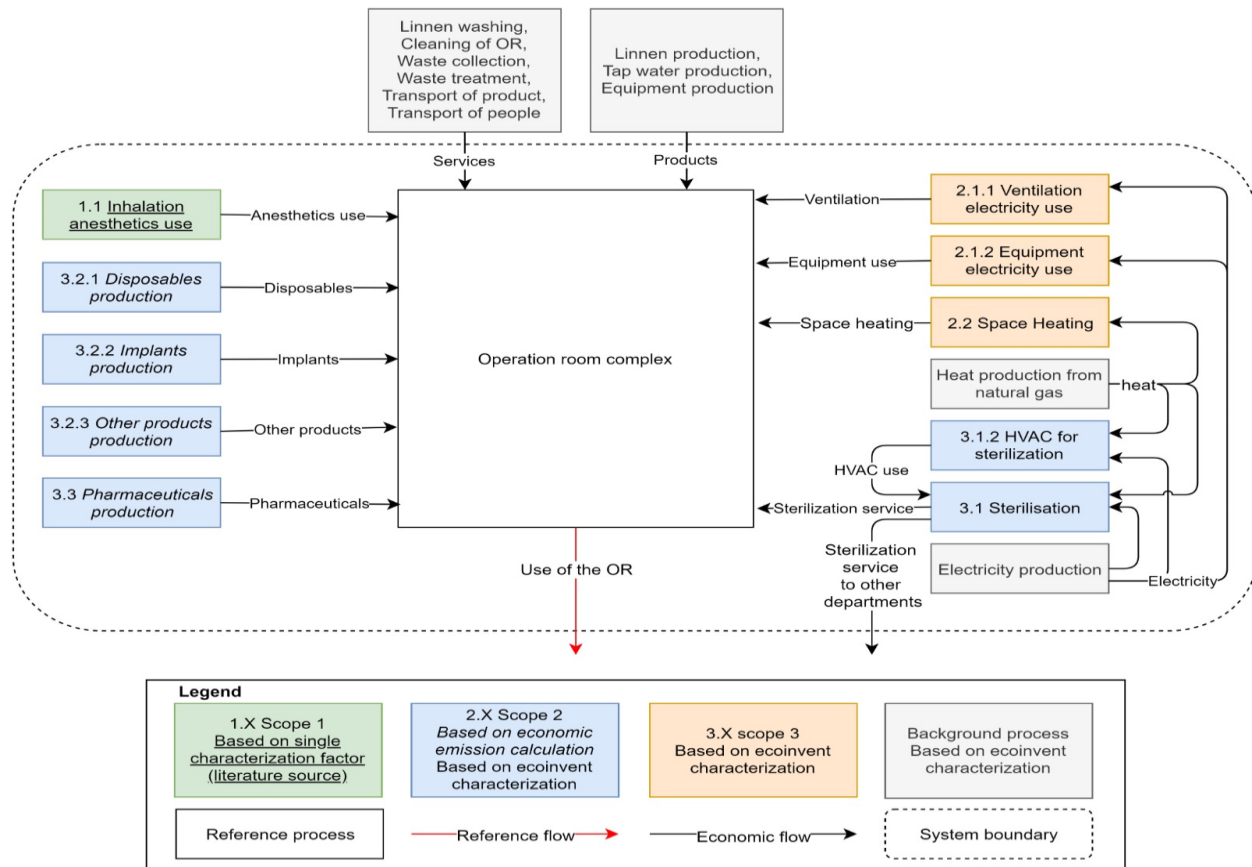 Linnen washing,
Cleaning of OR,
Waste collection,
Waste treatment,
Transport of product,
Transport of people
Linnen production,
Tap water production,
Equipment production
Services
Products
1.1 Inhalation
anesthetics use
Anesthetics use
3.2.1 Disposables
production
Disposables
3.2.2 Implants
production
Implants
3.2.3 Other products
production
Other products
3.3 Pharmaceuticals
production
Pharmaceuticals
Operation room complex
Ventilation
2.1.1 Ventilation
electricity use
Equipment use
2.1.2 Equipment
electricity use
Space heating
2.2 Space Heating
Heat production from
natural gas
heat
3.1.2 HVAC for
sterilization
HVAC use
Sterilization service
3.1 Sterilisation
Sterilization
service
to other
departments
Electricity production
Electricity
Use of the OR
Legend
1.X Scope 1
Based on single
characterization factor
(literature source)
2.X Scope 2
Based on economic
emission calculation
Based on ecoinvent
characterization
3.X scope 3
Based on ecoinvent
characterization
Background process
Based on ecoinvent
characterization
Reference process
Reference flow
Economic flow
System boundary